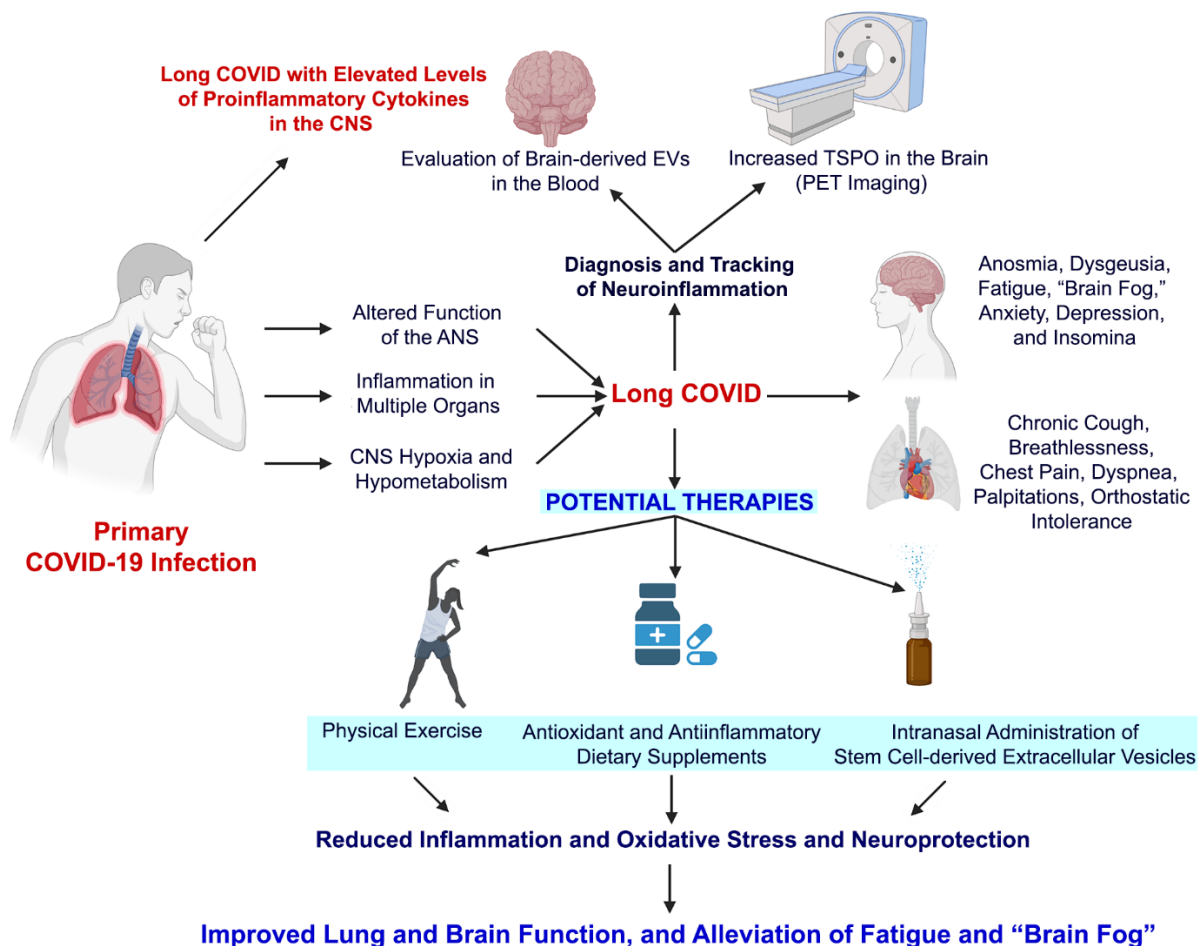 Long COVID with Elevated Levels
of Proinflammatory Cytokines
in the CNS
Evaluation of Brain-derived EVs
in the Blood
Increased TSPO in the Brain
(PET Imaging)
Diagnosis and Tracking
of Neuroinflammation
Anosmia, Dysgeusia,
Fatigue, “Brain Fog,”
Anxiety, Depression,
and Insomina
Altered Function
of the ANS
Inflammation in
Multiple Organs
CNS Hypoxia and
Hypometabolism
Long COVID
Chronic Cough,
Breathlessness,
Chest Pain, Dyspnea,
Palpitations, Orthostatic
Intolerance
Primary
COVID-19 Infection
POTENTIAL THERAPIES
Physical Exercise
Antioxidant and Antiinflammatory
Dietary Supplements
Intranasal Administration of
Stem Cell-derived Extracellular Vesicles
Reduced Inflammation and Oxidative Stress and Neuroprotection
Improved Lung and Brain Function, and Alleviation of Fatigue and “Brain Fog”